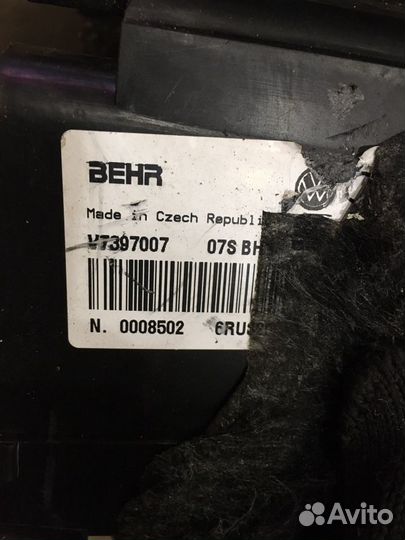 BEHR
Made in Czech Republi
V7397007 07S BH
N. 0008502 6RUS
Avito